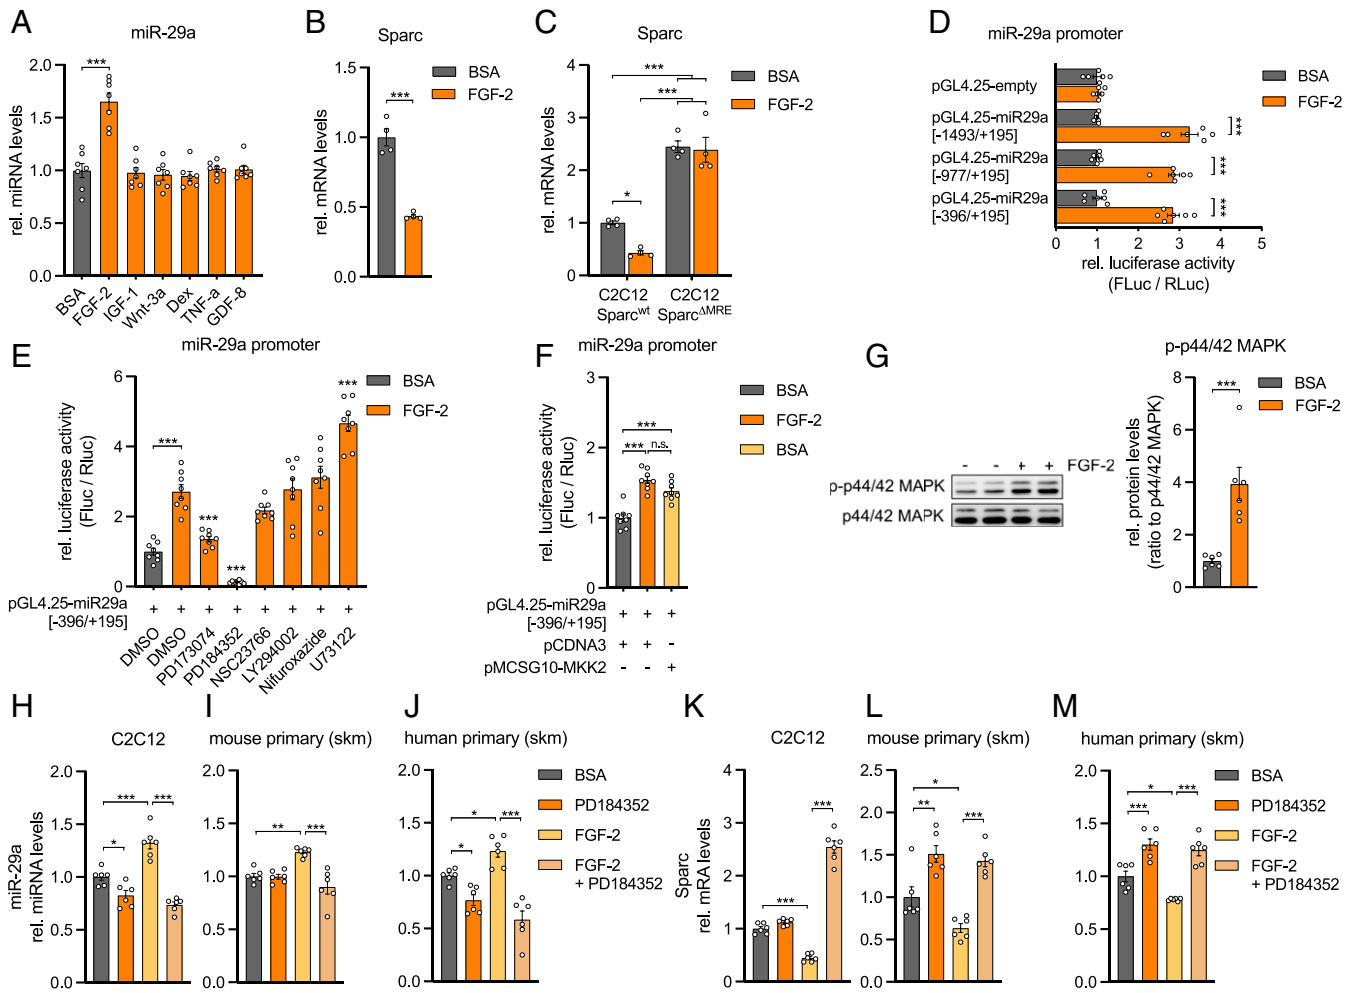 A
miR-29a
rel. miRNA levels
2.0
1.5
1.0
0.5
0.0
***
BSA
FGF-2
IGF-1
Wnt-3a
Dex
TNF-a
GDF-8
B
Sparc
rel. mRNA levels
1.5
1.0
0.5
0.0
***
BSA
FGF-2
C
Sparc
rel. mRNA levels
5
4
3
2
1
0
***
***
*
BSA
FGF-2
C2C12 C2C12
Sparcwt SparcΔMRE
D
miR-29a promoter
pGL4.25-empty
pGL4.25-miR29a
[-1493/+195]
pGL4.25-miR29a
[-977/+195]
pGL4.25-miR29a
[-396/+195]
***
***
***
0 1 2 3 4 5
rel. luciferase activity
(FLuc / RLuc)
BSA
FGF-2
E
miR-29a promoter
rel. luciferase activity
(Fluc / Rluc)
6
4
2
0
***
***
***
***
BSA
FGF-2
pGL4.25-miR29a
[-396/+195]
+ + + + + + + +
DMSO
DMSO
PD173074
PD184352
NSC23766
LY294002
Nifuroxazide
U73122
F
miR-29a promoter
rel. luciferase activity
(Fluc / Rluc)
3
2
1
0
***
*** n.s.
BSA
FGF-2
BSA
pGL4.25-miR29a
[-396/+195]
+ + +
pCDNA3 + + -
pMCSG10-MKK2 - - +
G
- - + + FGF-2
p-p44/42 MAPK
p44/42 MAPK
p-p44/42 MAPK
rel. protein levels
(ratio to p44/42 MAPK)
8
6
4
2
0
***
BSA
FGF-2
H
C2C12
miR-29a
rel. miRNA levels
2.0
1.5
1.0
0.5
0.0
*** ***
*
I
mouse primary (skm)
2.0
1.5
1.0
0.5
0.0
** ***
J
human primary (skm)
2.0
1.5
1.0
0.5
0.0
* ***
*
BSA
PD184352
FGF-2
FGF-2
+ PD184352
K
C2C12
Sparc
rel. mRA levels
4
3
2
1
0
***
***
L
mouse primary (skm)
2.5
2.0
1.5
1.0
0.5
0.0
*
**
***
M
human primary (skm)
2.0
1.5
1.0
0.5
0.0
*
*** ***
BSA
PD184352
FGF-2
FGF-2
+ PD184352